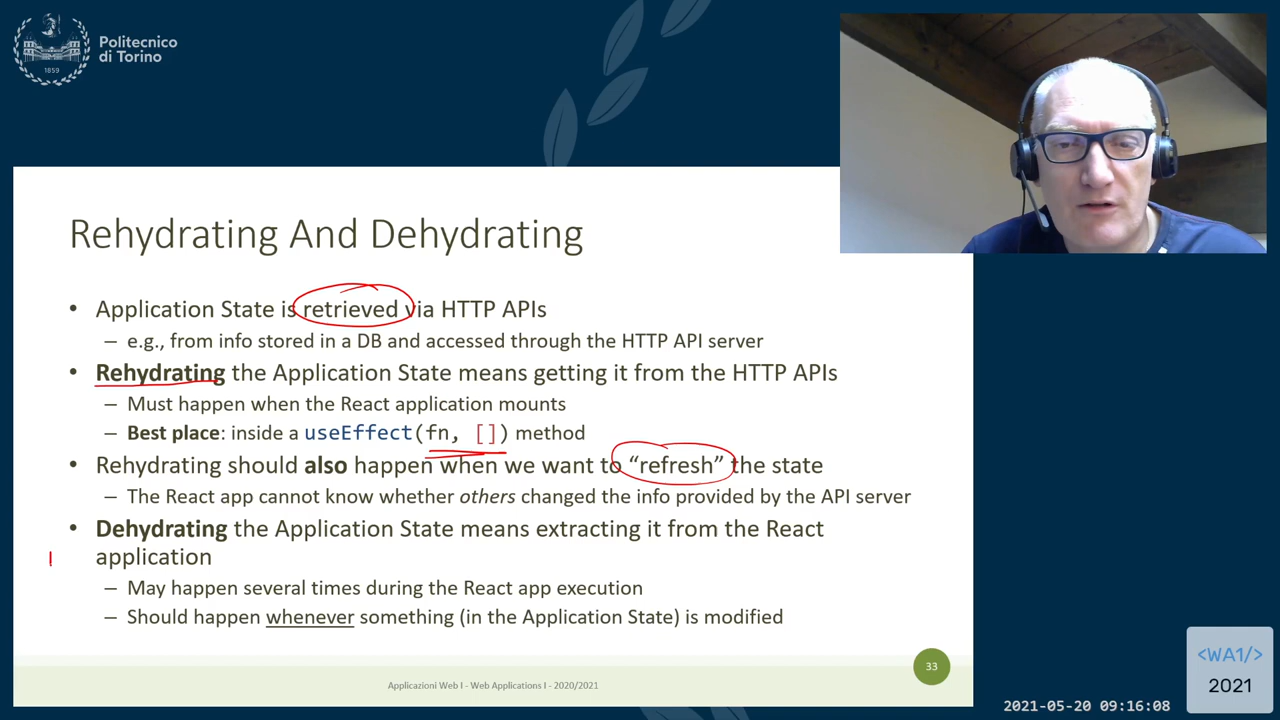 Politecnico
di Torino
1859
Rehydrating And Dehydrating
• Application State is retrieved via HTTP APIs
– e.g., from info stored in a DB and accessed through the HTTP API server
• Rehydrating the Application State means getting it from the HTTP APIs
– Must happen when the React application mounts
– Best place: inside a useEffect(fn, []) method
• Rehydrating should also happen when we want to “refresh” the state
– The React app cannot know whether others changed the info provided by the API server
• Dehydrating the Application State means extracting it from the React
application
– May happen several times during the React app execution
– Should happen whenever something (in the Application State) is modified
33
Applicazioni Web I - Web Applications I - 2020/2021
<WA1/>
2021
2021-05-20 09:16:08